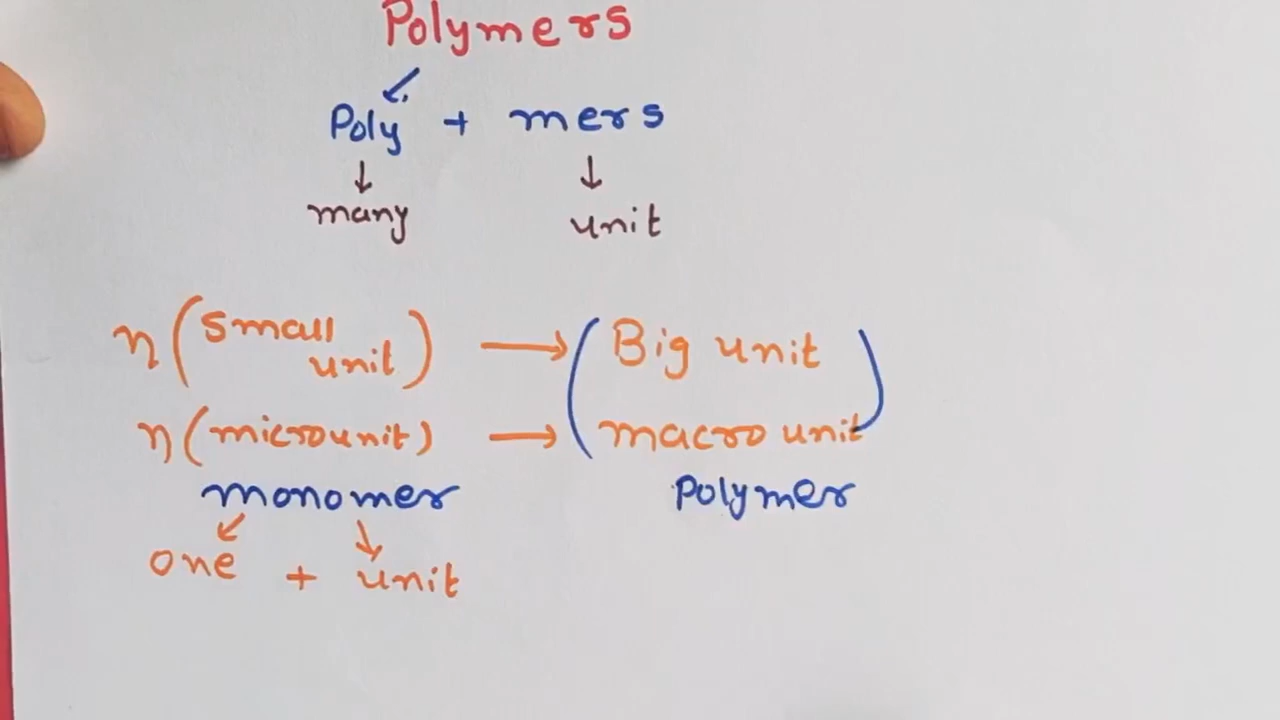 Polymers
Poly + mers
many unit
η(small unit) → (Big unit
η(microunit) → macro unit)
monomer Polymer
one + unit